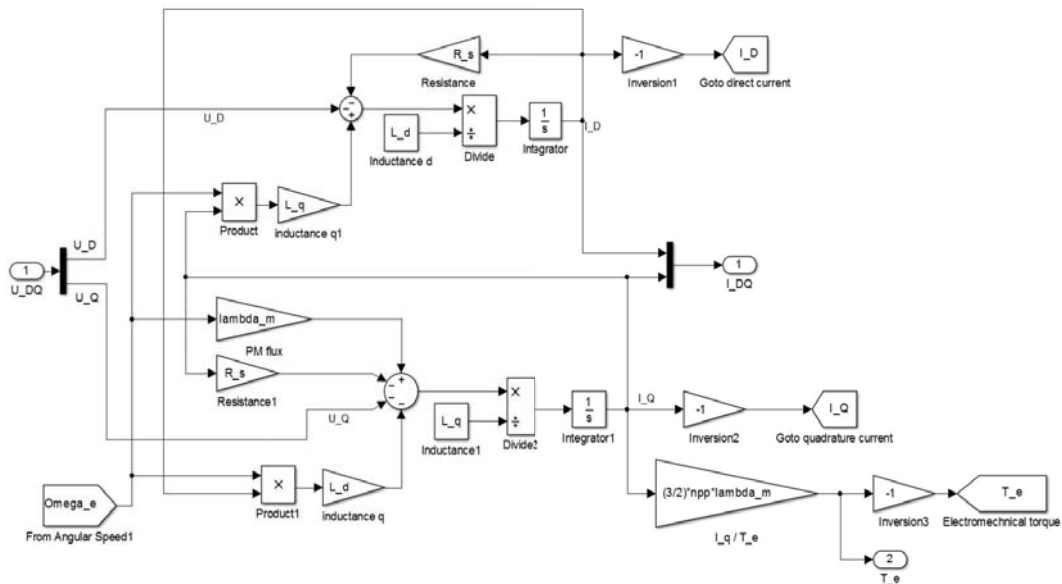 R_s
Resistance
-1
Inversion1
I_D
Goto direct current
U_D
L_d
Inductance d
×
÷
Divide
1
s
Integrator
I_D
×
Product
L_q
inductance q1
1
U_DQ
U_D
U_Q
1
I_DQ
lambda_m
PM flux
R_s
Resistance1
U_Q
L_q
Inductance1
×
÷
Divide2
1
s
Integrator1
I_Q
-1
Inversion2
I_Q
Goto quadrature current
Omega_e
From Angular Speed1
×
Product1
L_d
inductance q
(3/2)*npp*lambda_m
I_q / T_e
-1
Inversion3
T_e
Electromechnical torque
2
T_e